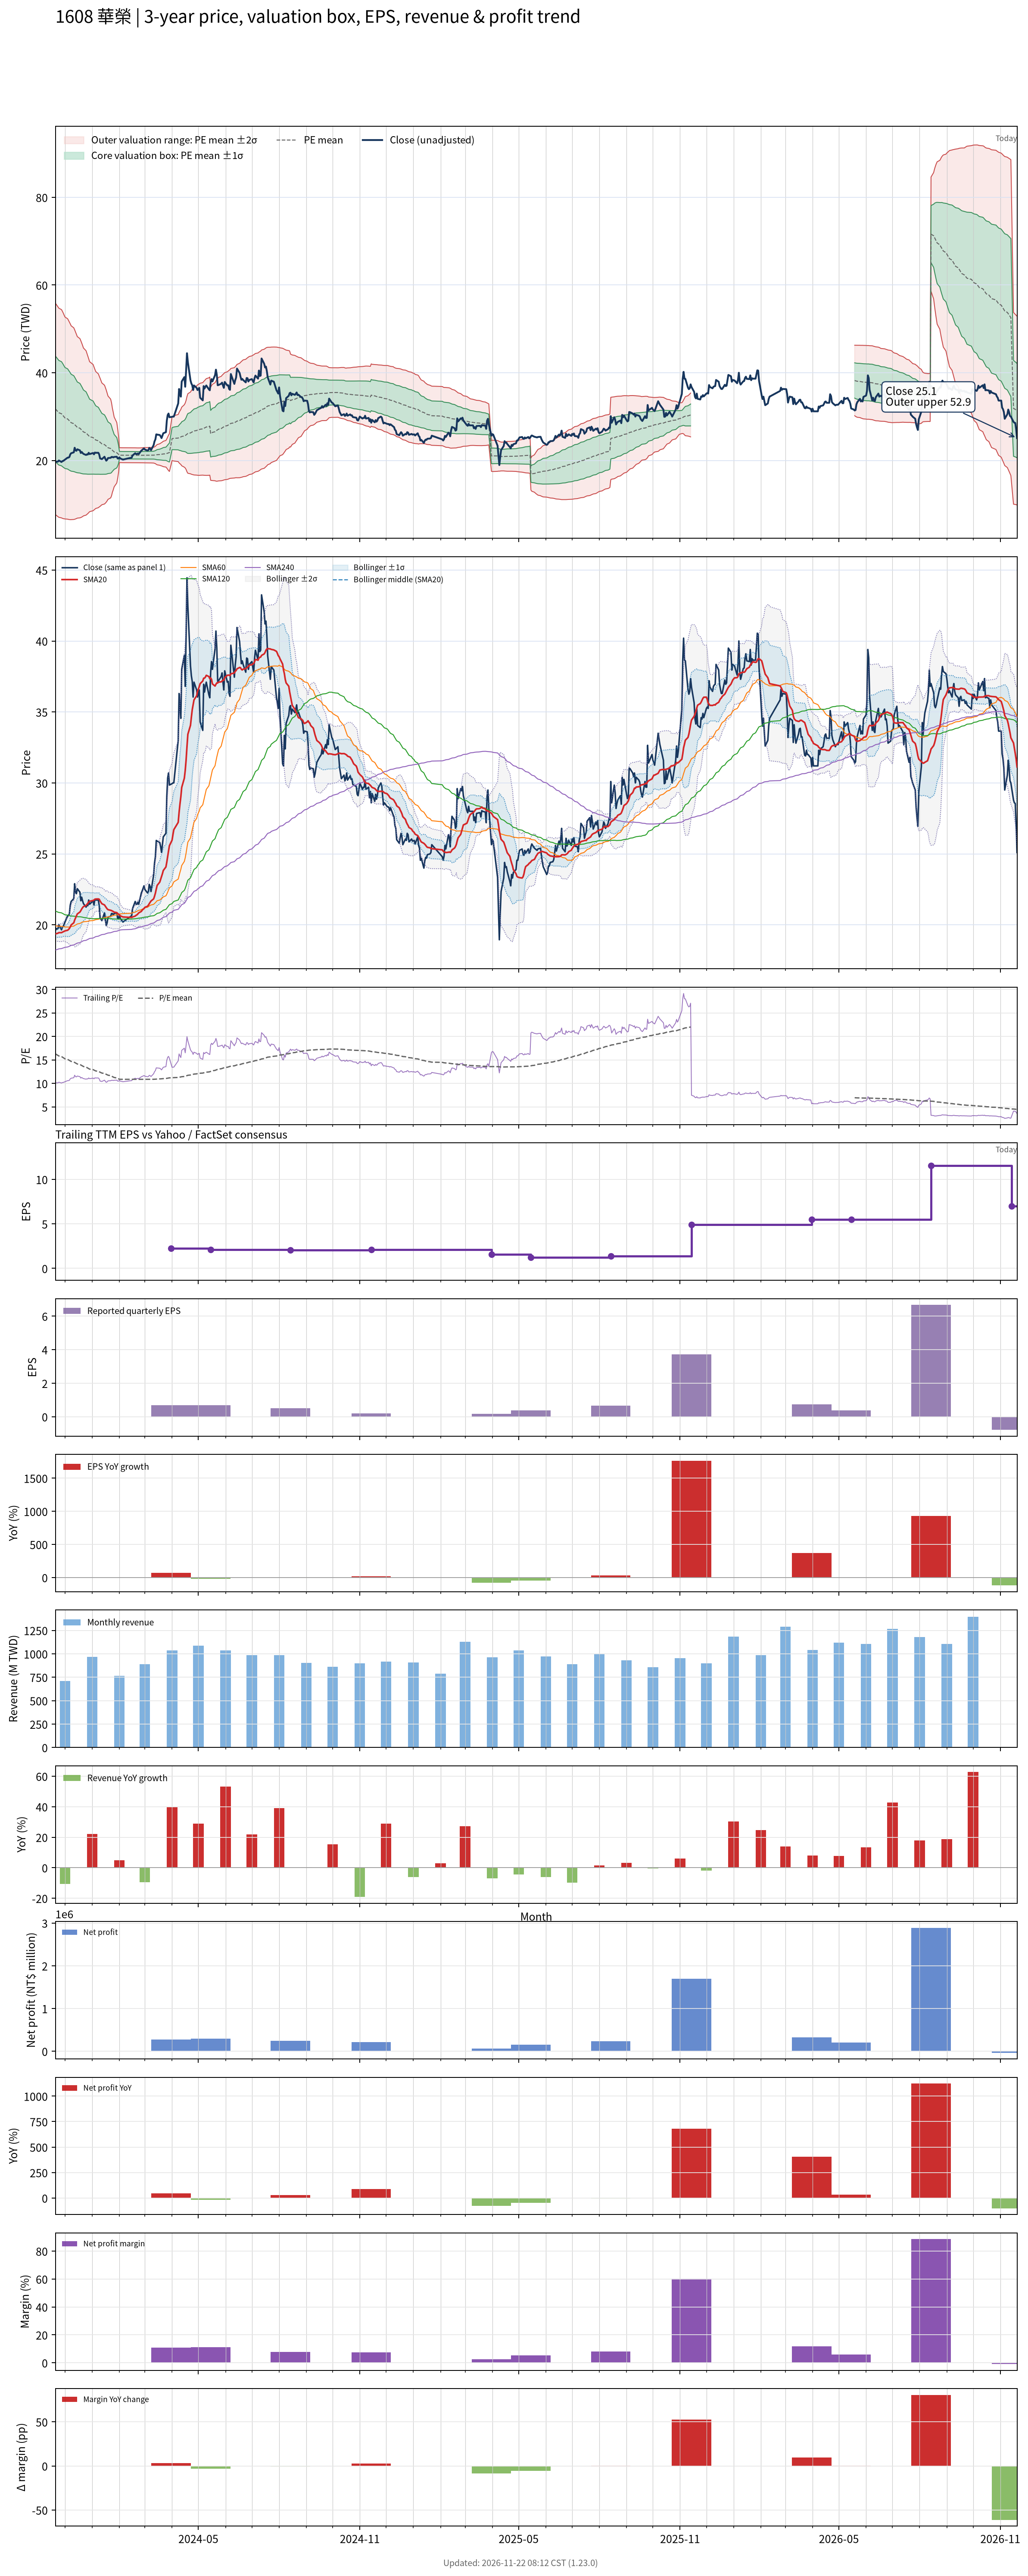 1608 華榮 | 3-year price, valuation box, EPS, revenue & profit trend
Outer valuation range: PE mean ±2σ
Core valuation box: PE mean ±1σ
PE mean
Close (unadjusted)
Today
Price (TWD)
80
60
40
20
Close 25.1
Outer upper 52.9
Close (same as panel 1)
SMA20
SMA60
SMA120
SMA240
Bollinger ±2σ
Bollinger ±1σ
Bollinger middle (SMA20)
Price
45
40
35
30
25
20
Trailing P/E
P/E mean
P/E
30
25
20
15
10
5
Trailing TTM EPS vs Yahoo / FactSet consensus
Today
EPS
10
5
0
Reported quarterly EPS
EPS
6
4
2
0
EPS YoY growth
YoY (%)
1500
1000
500
0
Monthly revenue
Revenue (M TWD)
1250
1000
750
500
250
0
Revenue YoY growth
YoY (%)
60
40
20
0
-20
Month
1e6
Net profit
Net profit (NT$ million)
3
2
1
0
Net profit YoY
YoY (%)
1000
750
500
250
0
Net profit margin
Margin (%)
80
60
40
20
0
Margin YoY change
Δ margin (pp)
50
0
-50
2024-05
2024-11
2025-05
2025-11
2026-05
2026-11
Updated: 2026-11-22 08:12 CST (1.23.0)